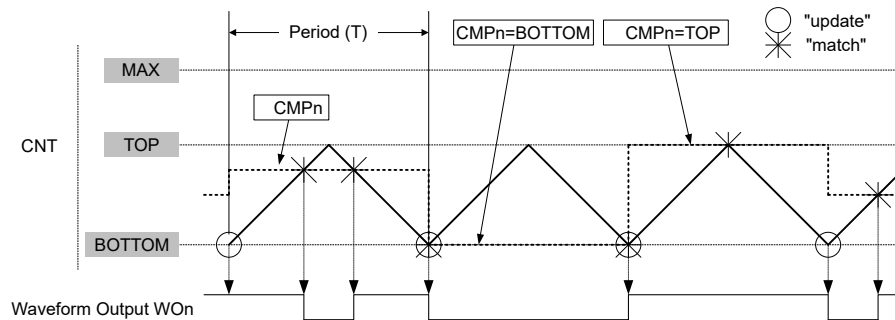 Period (T)
CMPn=BOTTOM
CMPn=TOP
"update"
"match"
MAX
CMPn
CNT
TOP
BOTTOM
Waveform Output WOn